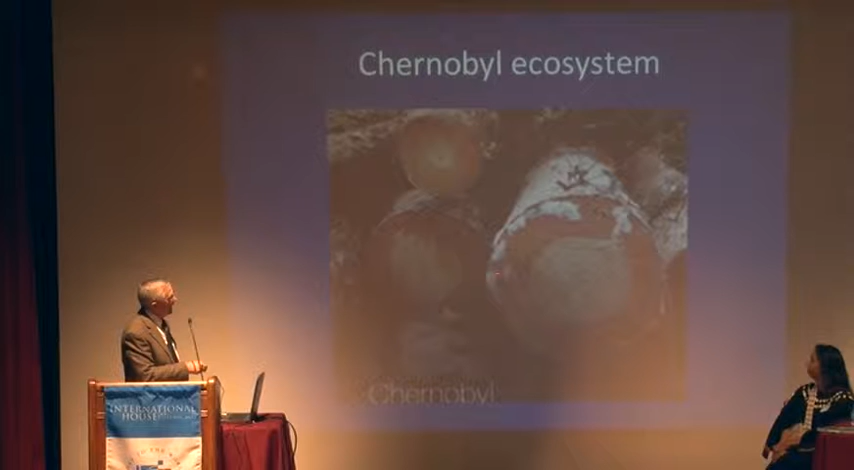 Chernobyl ecosystem
Chernobyl
INTERNATIONAL
HOUSE